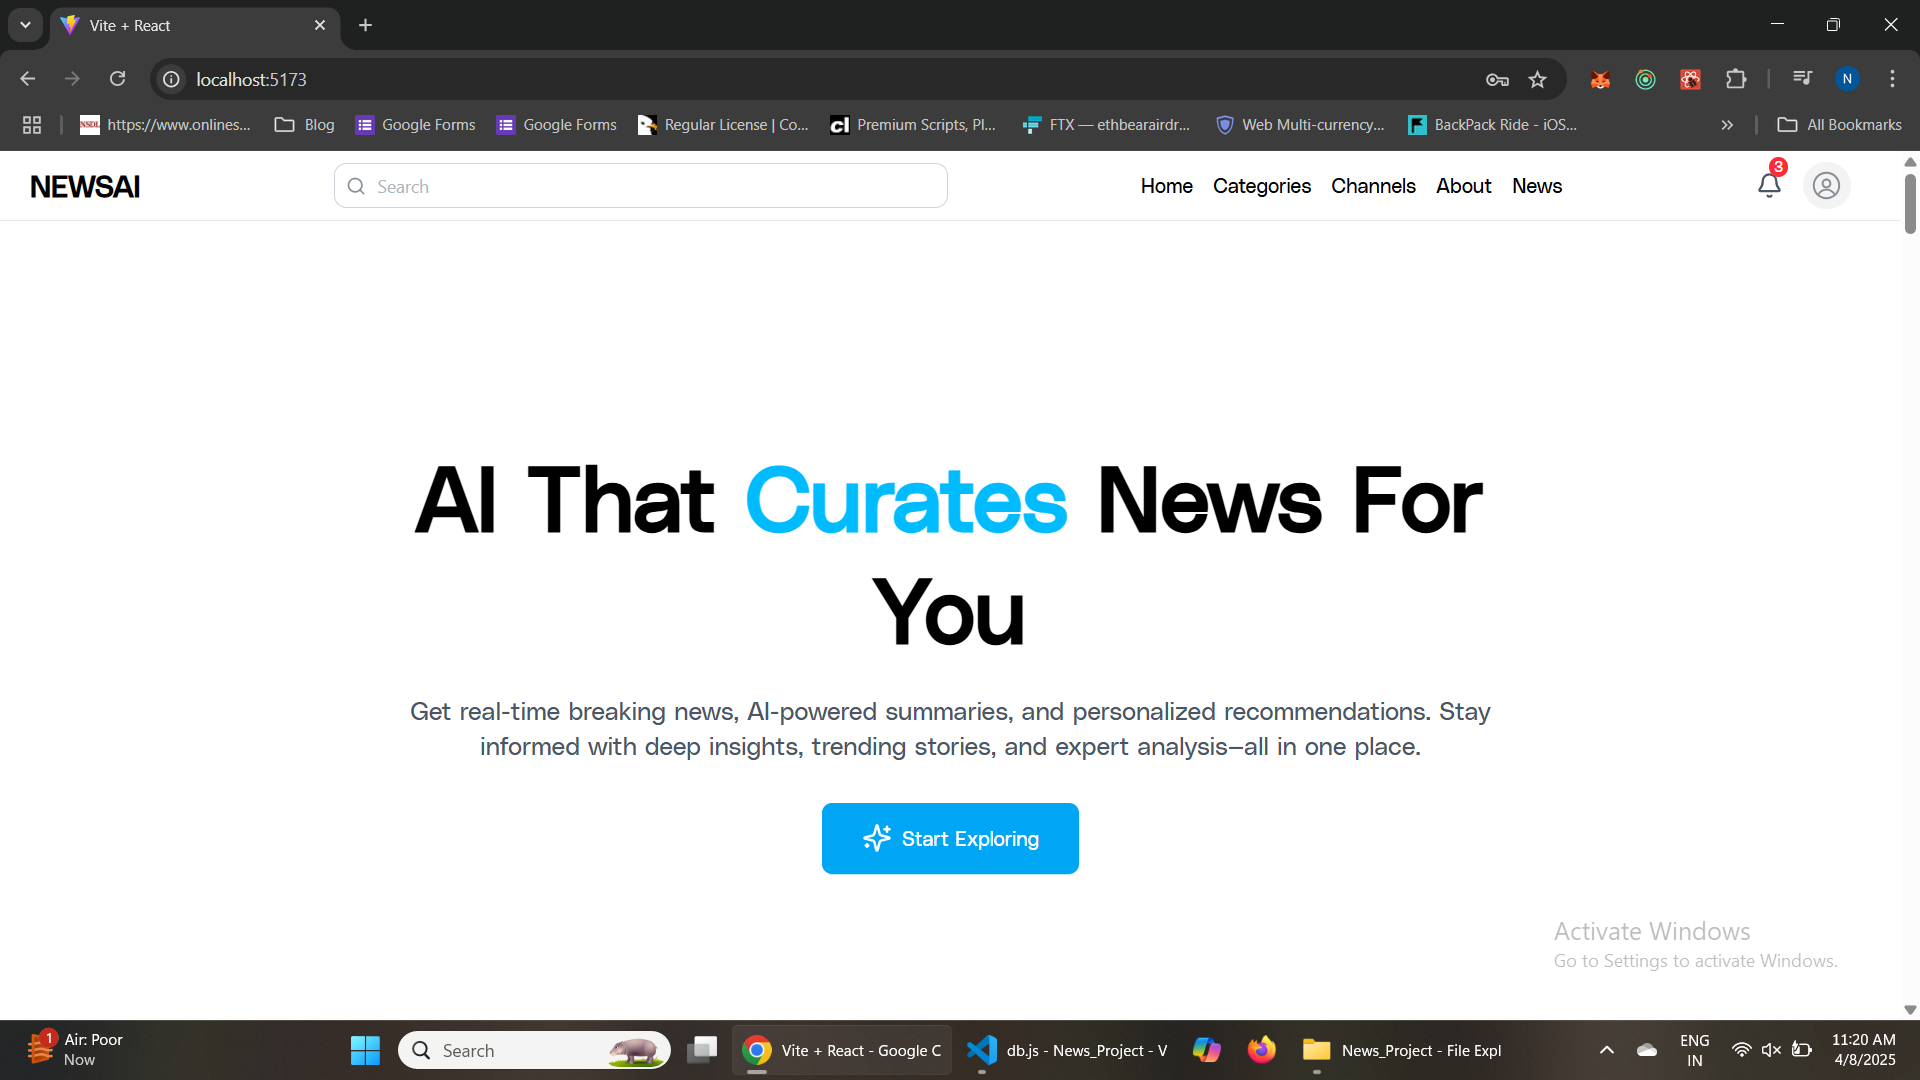 Vite + React
localhost:5173
N
NSDL https://www.onlines...
Blog
Google Forms
Google Forms
Regular License | Co...
Premium Scripts, Pl...
FTX — ethbearairdr...
Web Multi-currency...
BackPack Ride - iOS...
All Bookmarks
NEWSAI
Search
Home
Categories
Channels
About
News
3
AI That Curates News For
You
Get real-time breaking news, AI-powered summaries, and personalized recommendations. Stay
informed with deep insights, trending stories, and expert analysis—all in one place.
Start Exploring
Activate Windows
Go to Settings to activate Windows.
1
Air: Poor
Now
Search
Vite + React - Google C
db.js - News_Project - V
News_Project - File Expl
ENG
IN
11:20 AM
4/8/2025